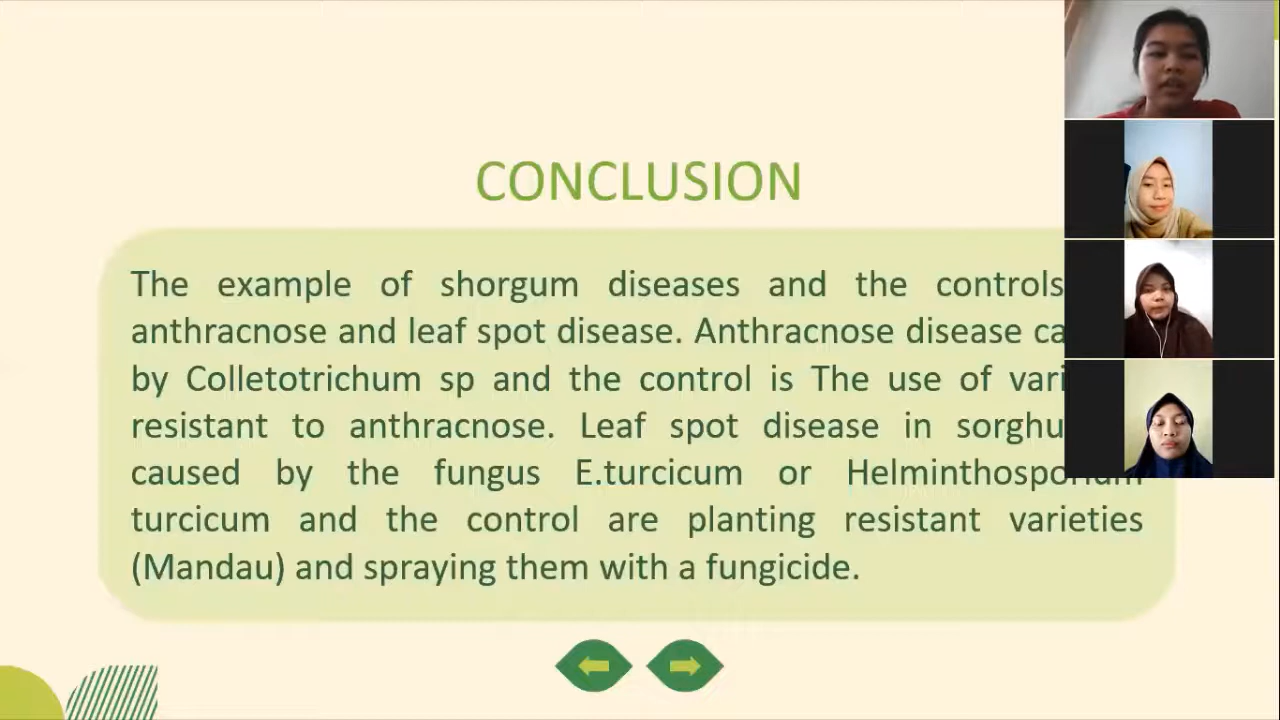 CONCLUSION
The example of shorgum diseases and the controls
anthracnose and leaf spot disease. Anthracnose disease
by Colletotrichum sp and the control is The use of
resistant to anthracnose. Leaf spot disease in
caused by the fungus E.turcicum or Helminthosporium
turcicum and the control are planting resistant varieties
(Mandau) and spraying them with a fungicide.